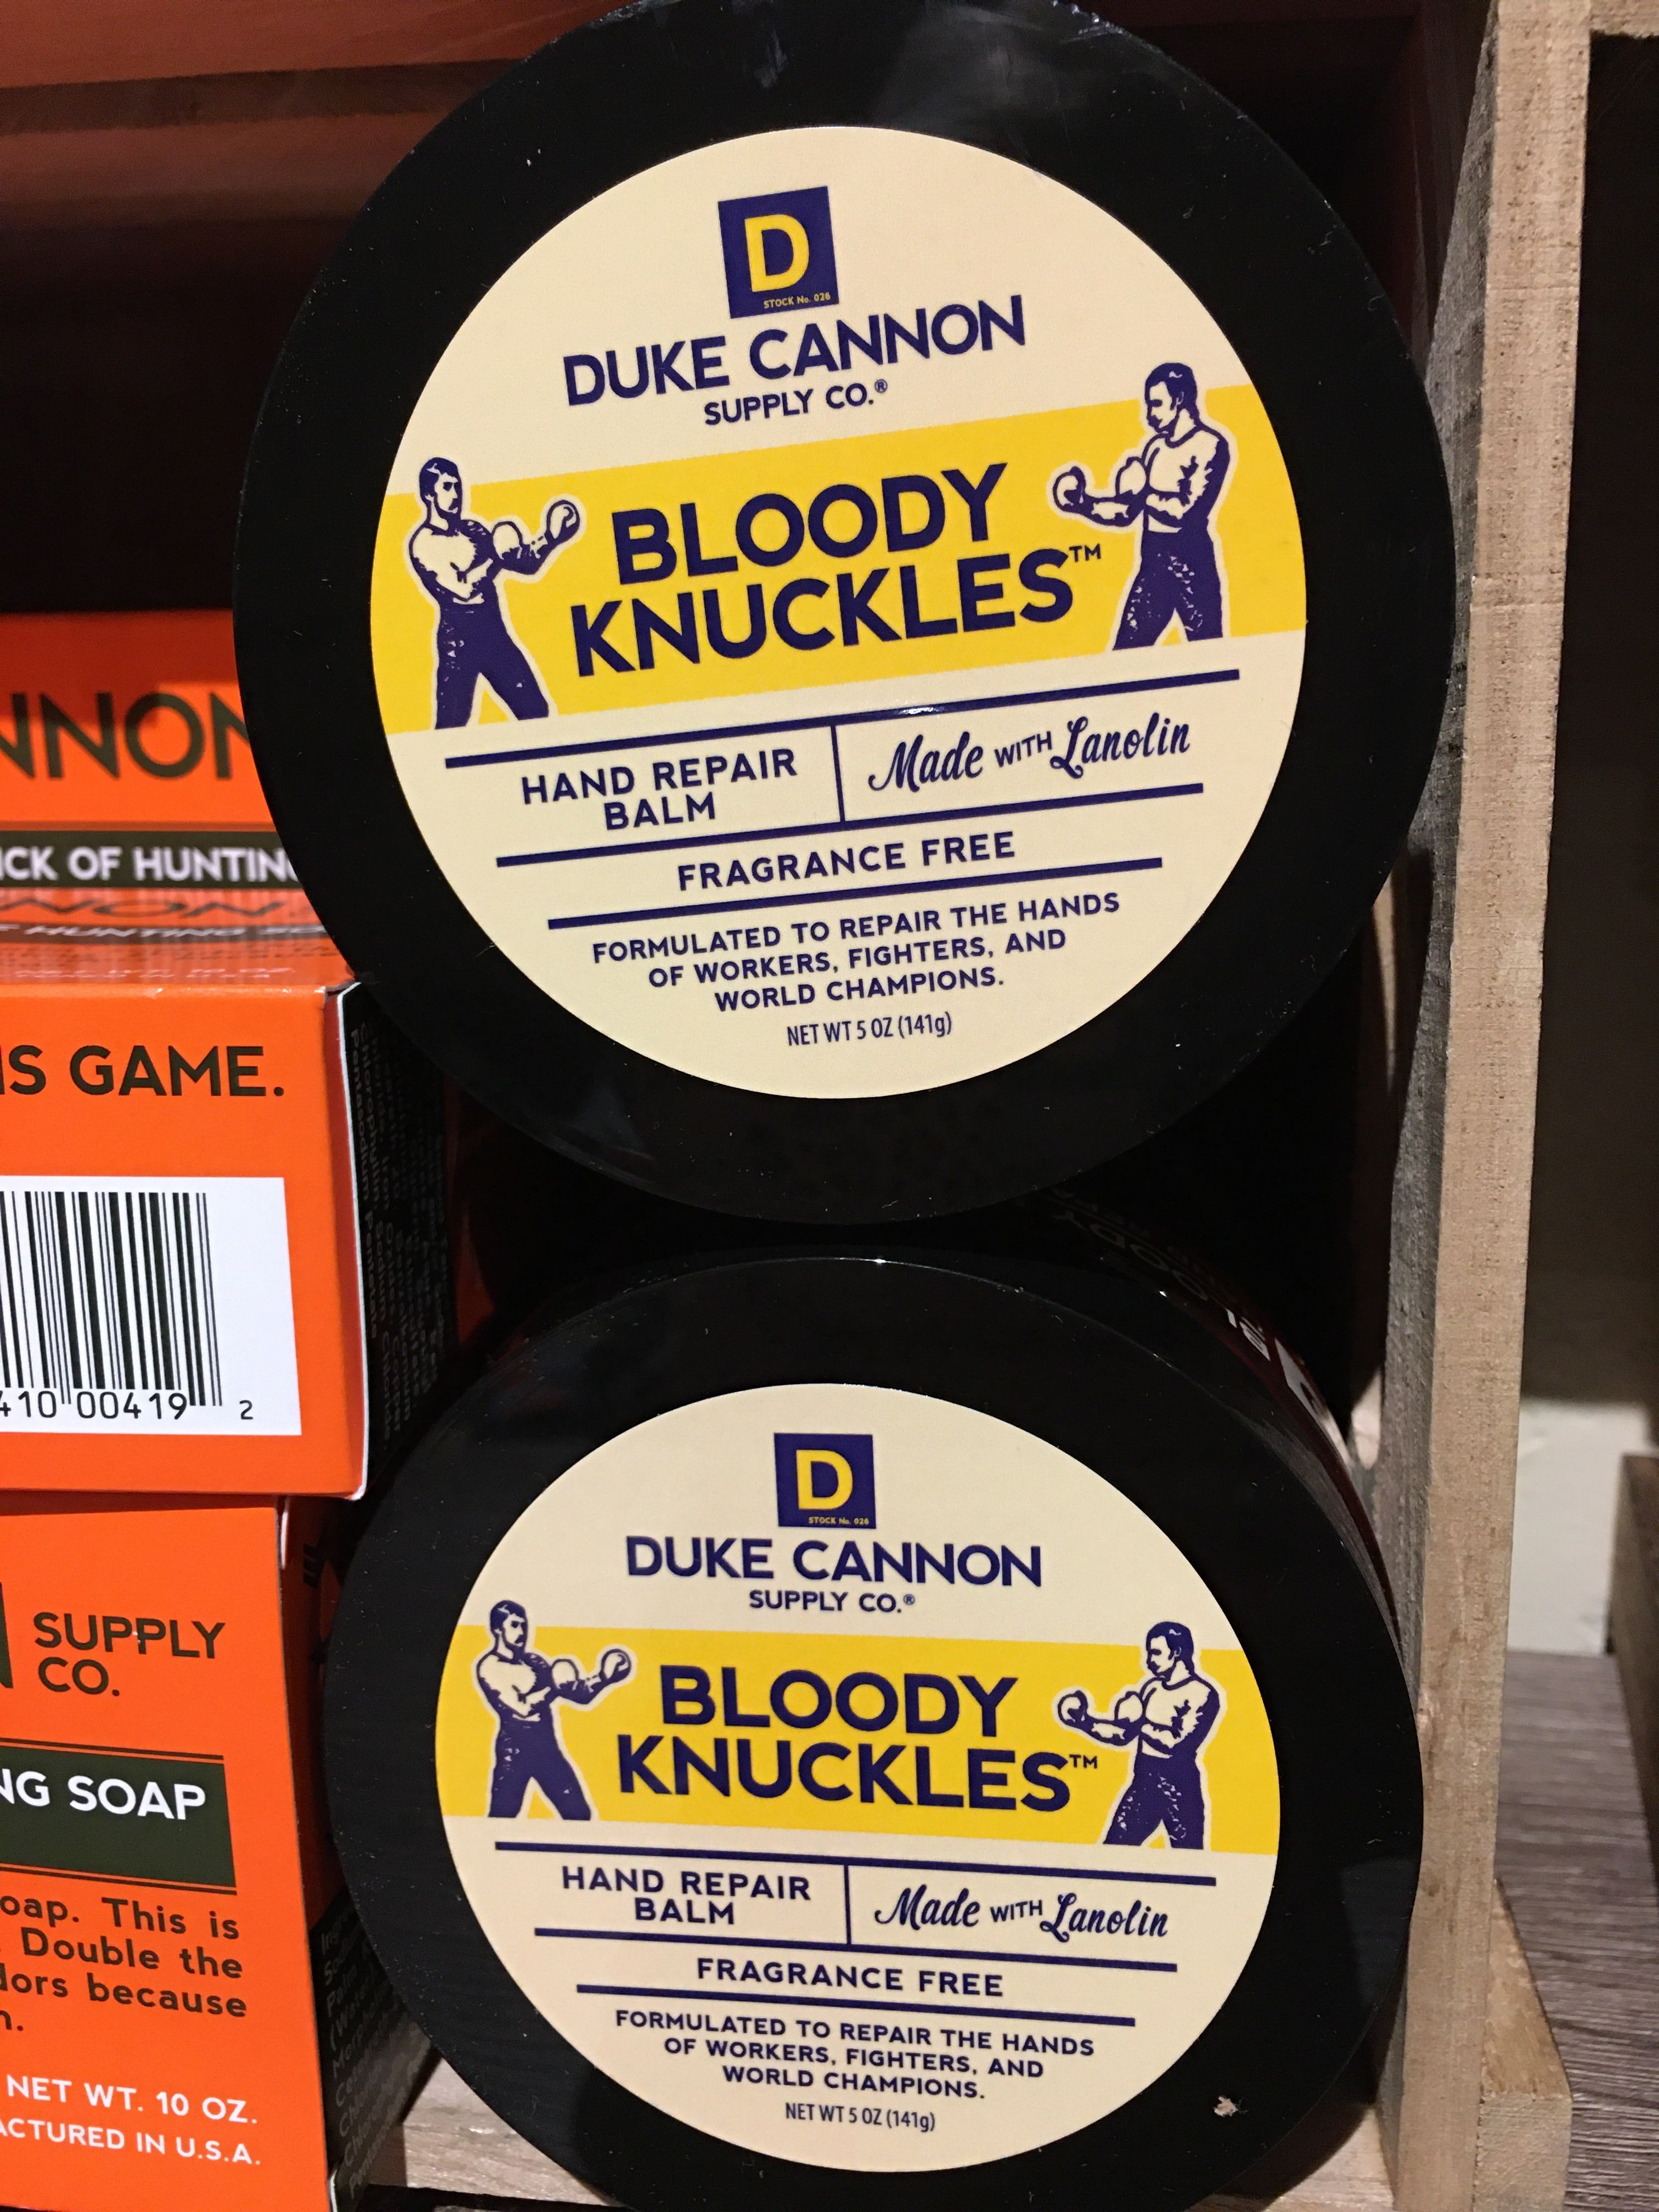 D
STOCK No. 026
DUKE CANNON
SUPPLY CO.®
BLOODY
KNUCKLES™
HAND REPAIR
BALM
Made WITH Lanolin
FRAGRANCE FREE
FORMULATED TO REPAIR THE HANDS
OF WORKERS, FIGHTERS, AND
WORLD CHAMPIONS.
NET WT 5 OZ (141g)
D
STOCK No. 026
DUKE CANNON
SUPPLY CO.®
BLOODY
KNUCKLES™
HAND REPAIR
BALM
Made WITH Lanolin
FRAGRANCE FREE
FORMULATED TO REPAIR THE HANDS
OF WORKERS, FIGHTERS, AND
WORLD CHAMPIONS.
NET WT 5 OZ (141g)
NNON
ICK OF HUNTING
IS GAME.
410 00419 2
SUPPLY
CO.
NG SOAP
oap. This is
Double the
dors because
NET WT. 10 OZ.
ACTURED IN U.S.A.